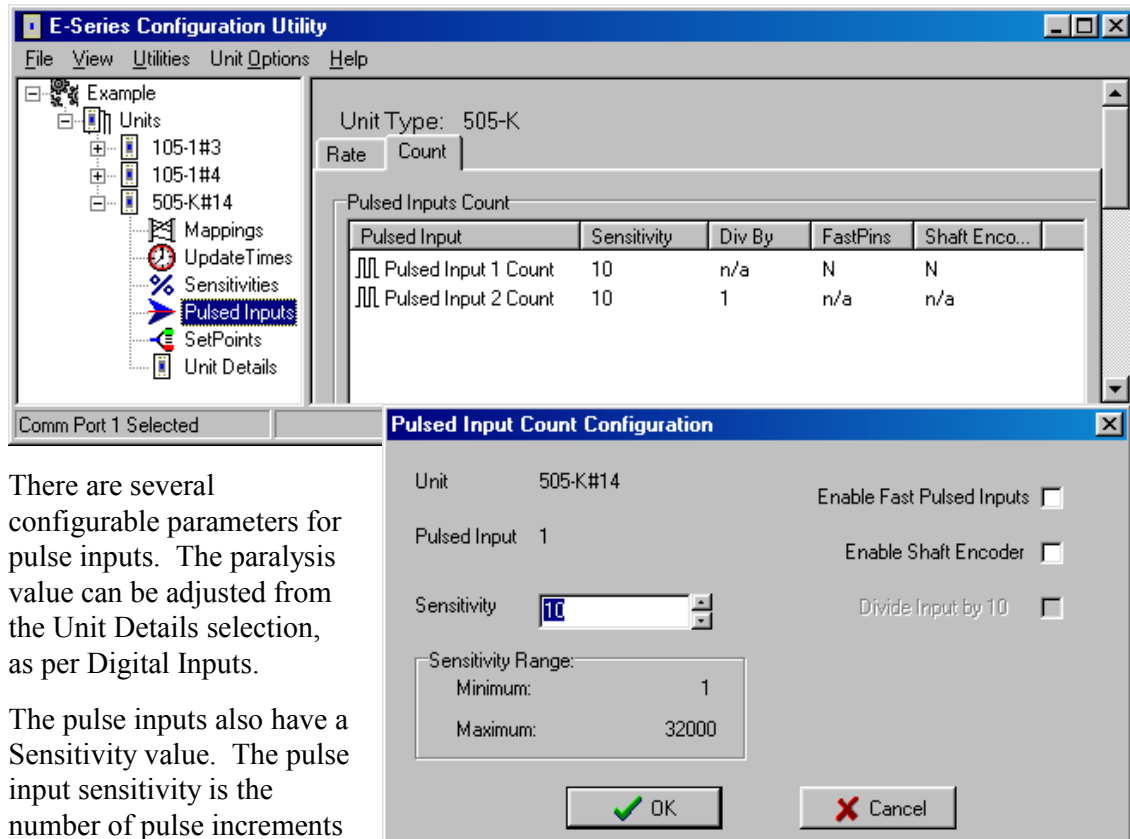 E-Series Configuration Utility
File View Utilities Unit Options Help
Example
Units
105-1#3
105-1#4
505-K#14
Mappings
UpdateTimes
Sensitivities
Pulsed Inputs
SetPoints
Unit Details
Unit Type: 505-K
Rate Count
Pulsed Inputs Count
Pulsed Input Sensitivity Div By FastPins Shaft Enco...
Pulsed Input 1 Count 10 n/a N N
Pulsed Input 2 Count 10 1 n/a n/a
Comm Port 1 Selected
Pulsed Input Count Configuration
Unit 505-K#14
Enable Fast Pulsed Inputs
Pulsed Input 1
Enable Shaft Encoder
Sensitivity 10
Divide Input by 10
Sensitivity Range:
Minimum: 1
Maximum: 32000
OK Cancel
There are several
configurable parameters for
pulse inputs. The paralysis
value can be adjusted from
the Unit Details selection,
as per Digital Inputs.
The pulse inputs also have a
Sensitivity value. The pulse
input sensitivity is the
number of pulse increments